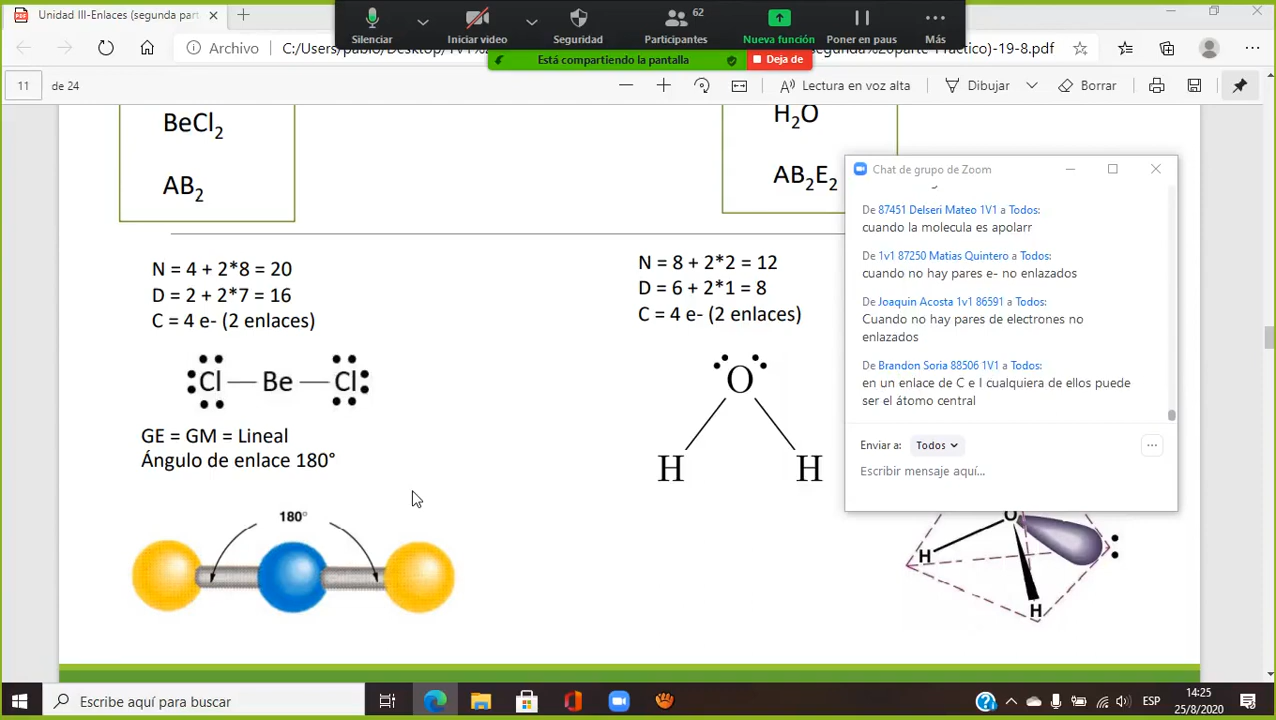 Unidad III-Enlaces (segunda par
Silenciar
Iniciar video
Seguridad
62
Participantes
Nueva función
Poner en paus
Más
Archivo
C:/Users/pablo/Desktop/1V1%2
segunda%20parte-Practico)-19-8.pdf
Está compartiendo la pantalla
Deja de
11 de 24
Lectura en voz alta
Dibujar
Borrar
BeCl2
AB2
H2O
AB2E2
N = 4 + 2*8 = 20
D = 2 + 2*7 = 16
C = 4 e- (2 enlaces)
Cl — Be — Cl
GE = GM = Lineal
Ángulo de enlace 180°
180°
N = 8 + 2*2 = 12
D = 6 + 2*1 = 8
C = 4 e- (2 enlaces)
O
H H
O
H
H
Chat de grupo de Zoom
De 87451 Delseri Mateo 1V1 a Todos:
cuando la molecula es apolarr
De 1v1 87250 Matias Quintero a Todos:
cuando no hay pares e- no enlazados
De Joaquin Acosta 1v1 86591 a Todos:
Cuando no hay pares de electrones no
enlazados
De Brandon Soria 88506 1V1 a Todos:
en un enlace de C e I cualquiera de ellos puede
ser el átomo central
Enviar a: Todos
Escribir mensaje aquí...
Escribe aquí para buscar
ESP
14:25
25/8/2020